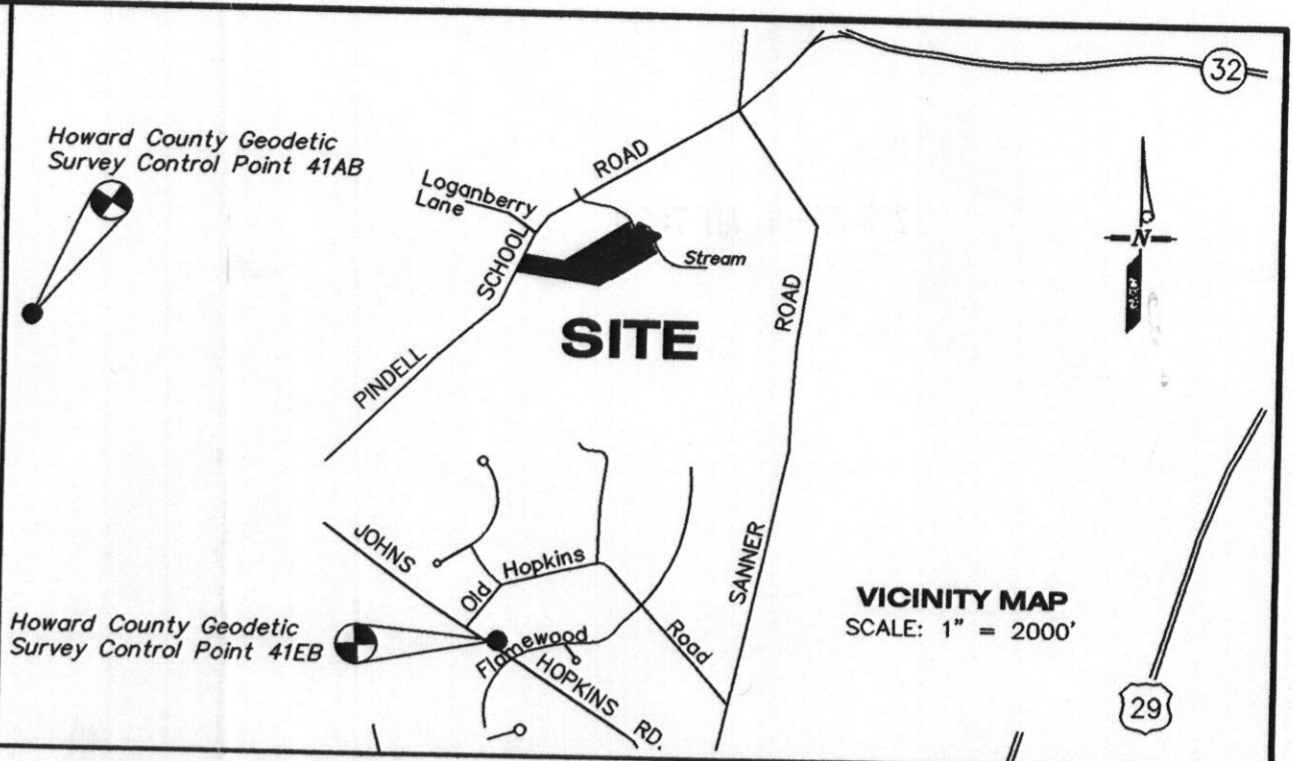 32
Howard County Geodetic
Survey Control Point 41AB
Loganberry
Lane
PINDELL SCHOOL ROAD
Stream
N
SITE
SANNER ROAD
JOHNS HOPKINS RD.
Old Hopkins Road
Flamewood
Howard County Geodetic
Survey Control Point 41EB
VICINITY MAP
SCALE: 1" = 2000'
29